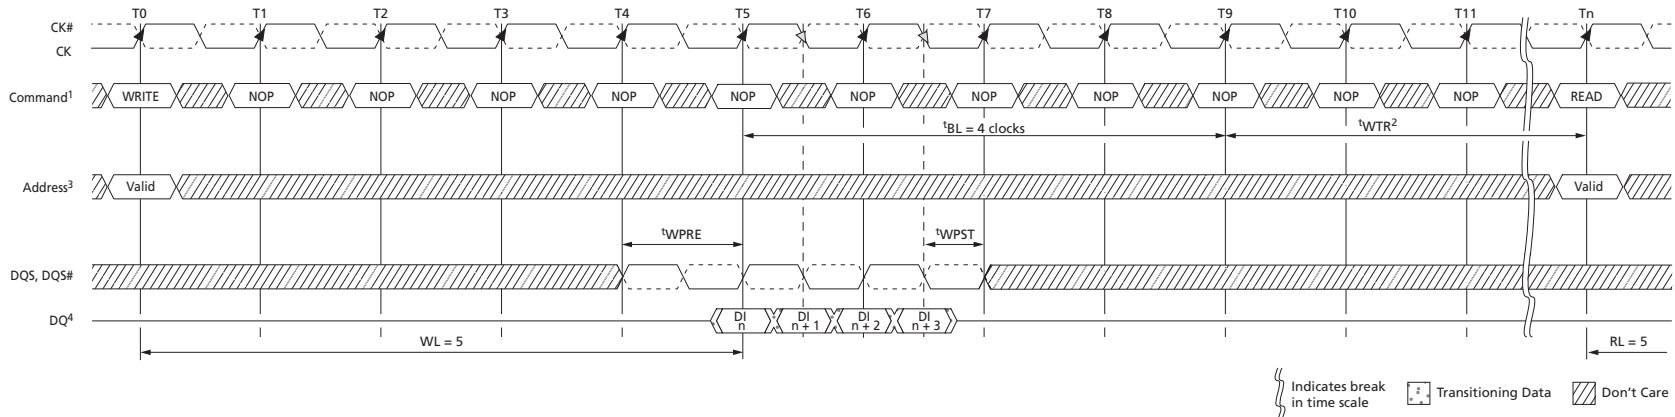 T0 T1 T2 T3 T4 T5 T6 T7 T8 T9 T10 T11 Tn
CK#
CK
Command¹ WRITE NOP NOP NOP NOP NOP NOP NOP NOP NOP NOP NOP READ
ᵗBL = 4 clocks ᵗWTR²
Address³ Valid Valid
ᵗWPRE ᵗWPST
DQS, DQS#
DQ⁴ DI n DI n + 1 DI n + 2 DI n + 3
WL = 5 RL = 5
Indicates break
in time scale
Transitioning Data
Don't Care